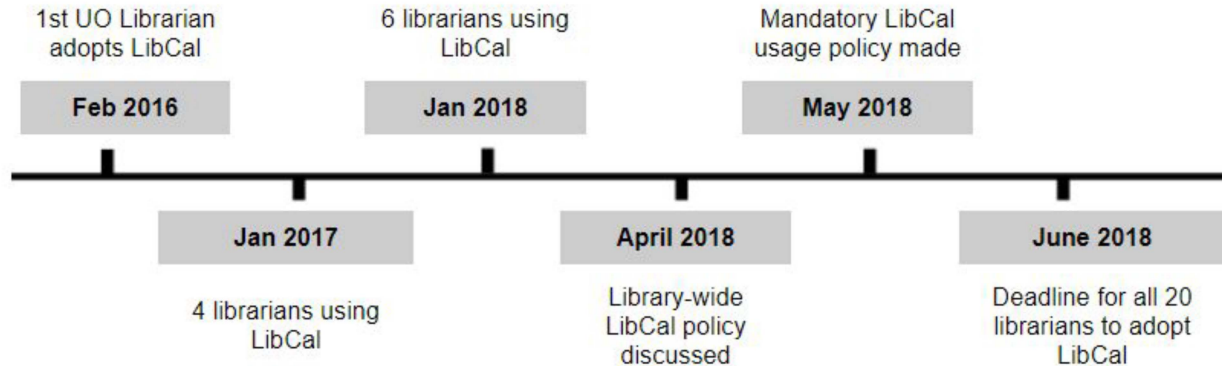 1st UO Librarian
adopts LibCal
Feb 2016
4 librarians using
LibCal
Jan 2017
6 librarians using
LibCal
Jan 2018
Library-wide
LibCal policy
discussed
April 2018
Mandatory LibCal
usage policy made
May 2018
Deadline for all 20
librarians to adopt
LibCal
June 2018